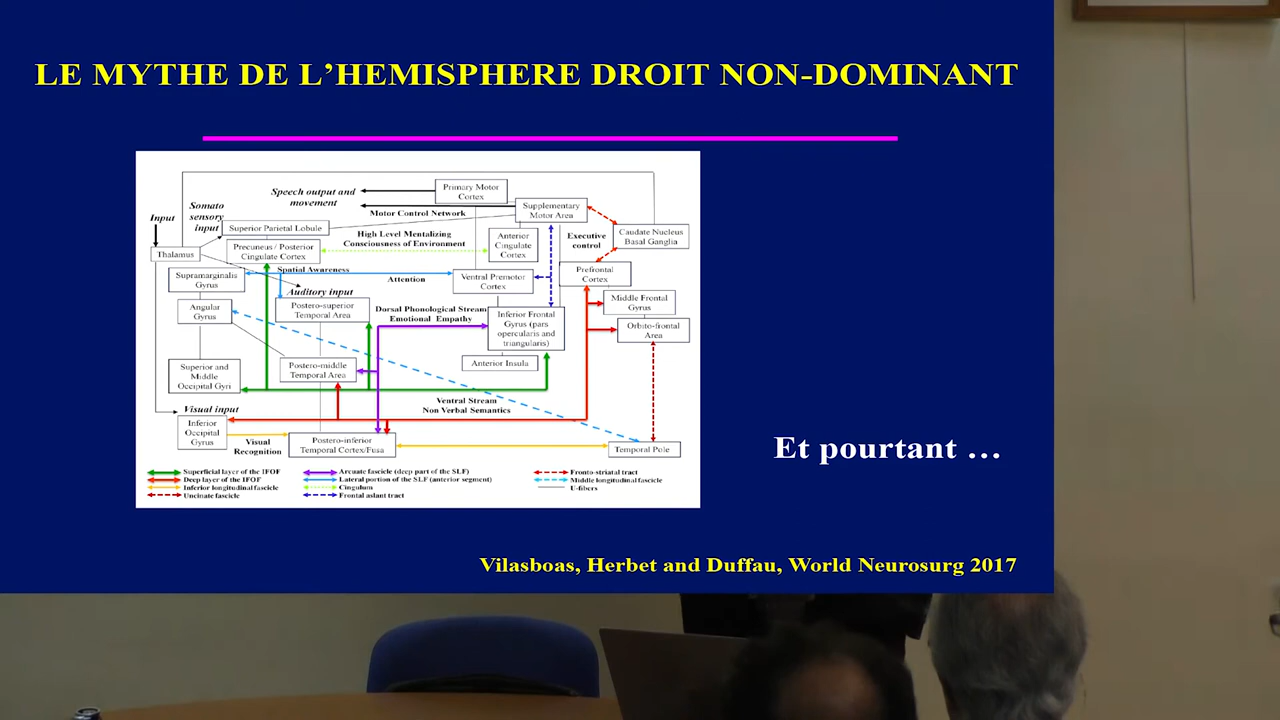 LE MYTHE DE L’HEMISPHERE DROIT NON-DOMINANT
Speech output and
movement
Primary Motor
Cortex
Motor Control Network
Supplementary
Motor Area
Somato
sensory
input
Input
Superior Parietal Lobule
High Level Mentalizing
Consciousness of Environment
Anterior
Cingulate
Cortex
Executive
control
Caudate Nucleus
Basal Ganglia
Thalamus
Precuneus / Posterior
Cingulate Cortex
Spatial Awareness
Attention
Prefrontal
Cortex
Supramarginalis
Gyrus
Ventral Premotor
Cortex
Auditory input
Angular
Gyrus
Postero-superior
Temporal Area
Dorsal Phonological Stream
Emotional Empathy
Inferior Frontal
Gyrus (pars
opercularis and
triangularis)
Middle Frontal
Gyrus
Orbito-frontal
Area
Superior and
Middle
Occipital Gyri
Postero-middle
Temporal Area
Anterior Insula
Visual input
Ventral Stream
Non Verbal Semantics
Inferior
Occipital
Gyrus
Visual
Recognition
Postero-inferior
Temporal Cortex/Fusa
Temporal Pole
Superficial layer of the IFOF
Deep layer of the IFOF
Inferior longitudinal fascicle
Uncinate fascicle
Arcuate fascicle (deep part of the SLF)
Lateral portion of the SLF (anterior segment)
Cingulum
Frontal aslant tract
Fronto-striatal tract
Middle longitudinal fascicle
U-fibers
Et pourtant …
Vilasboas, Herbet and Duffau, World Neurosurg 2017